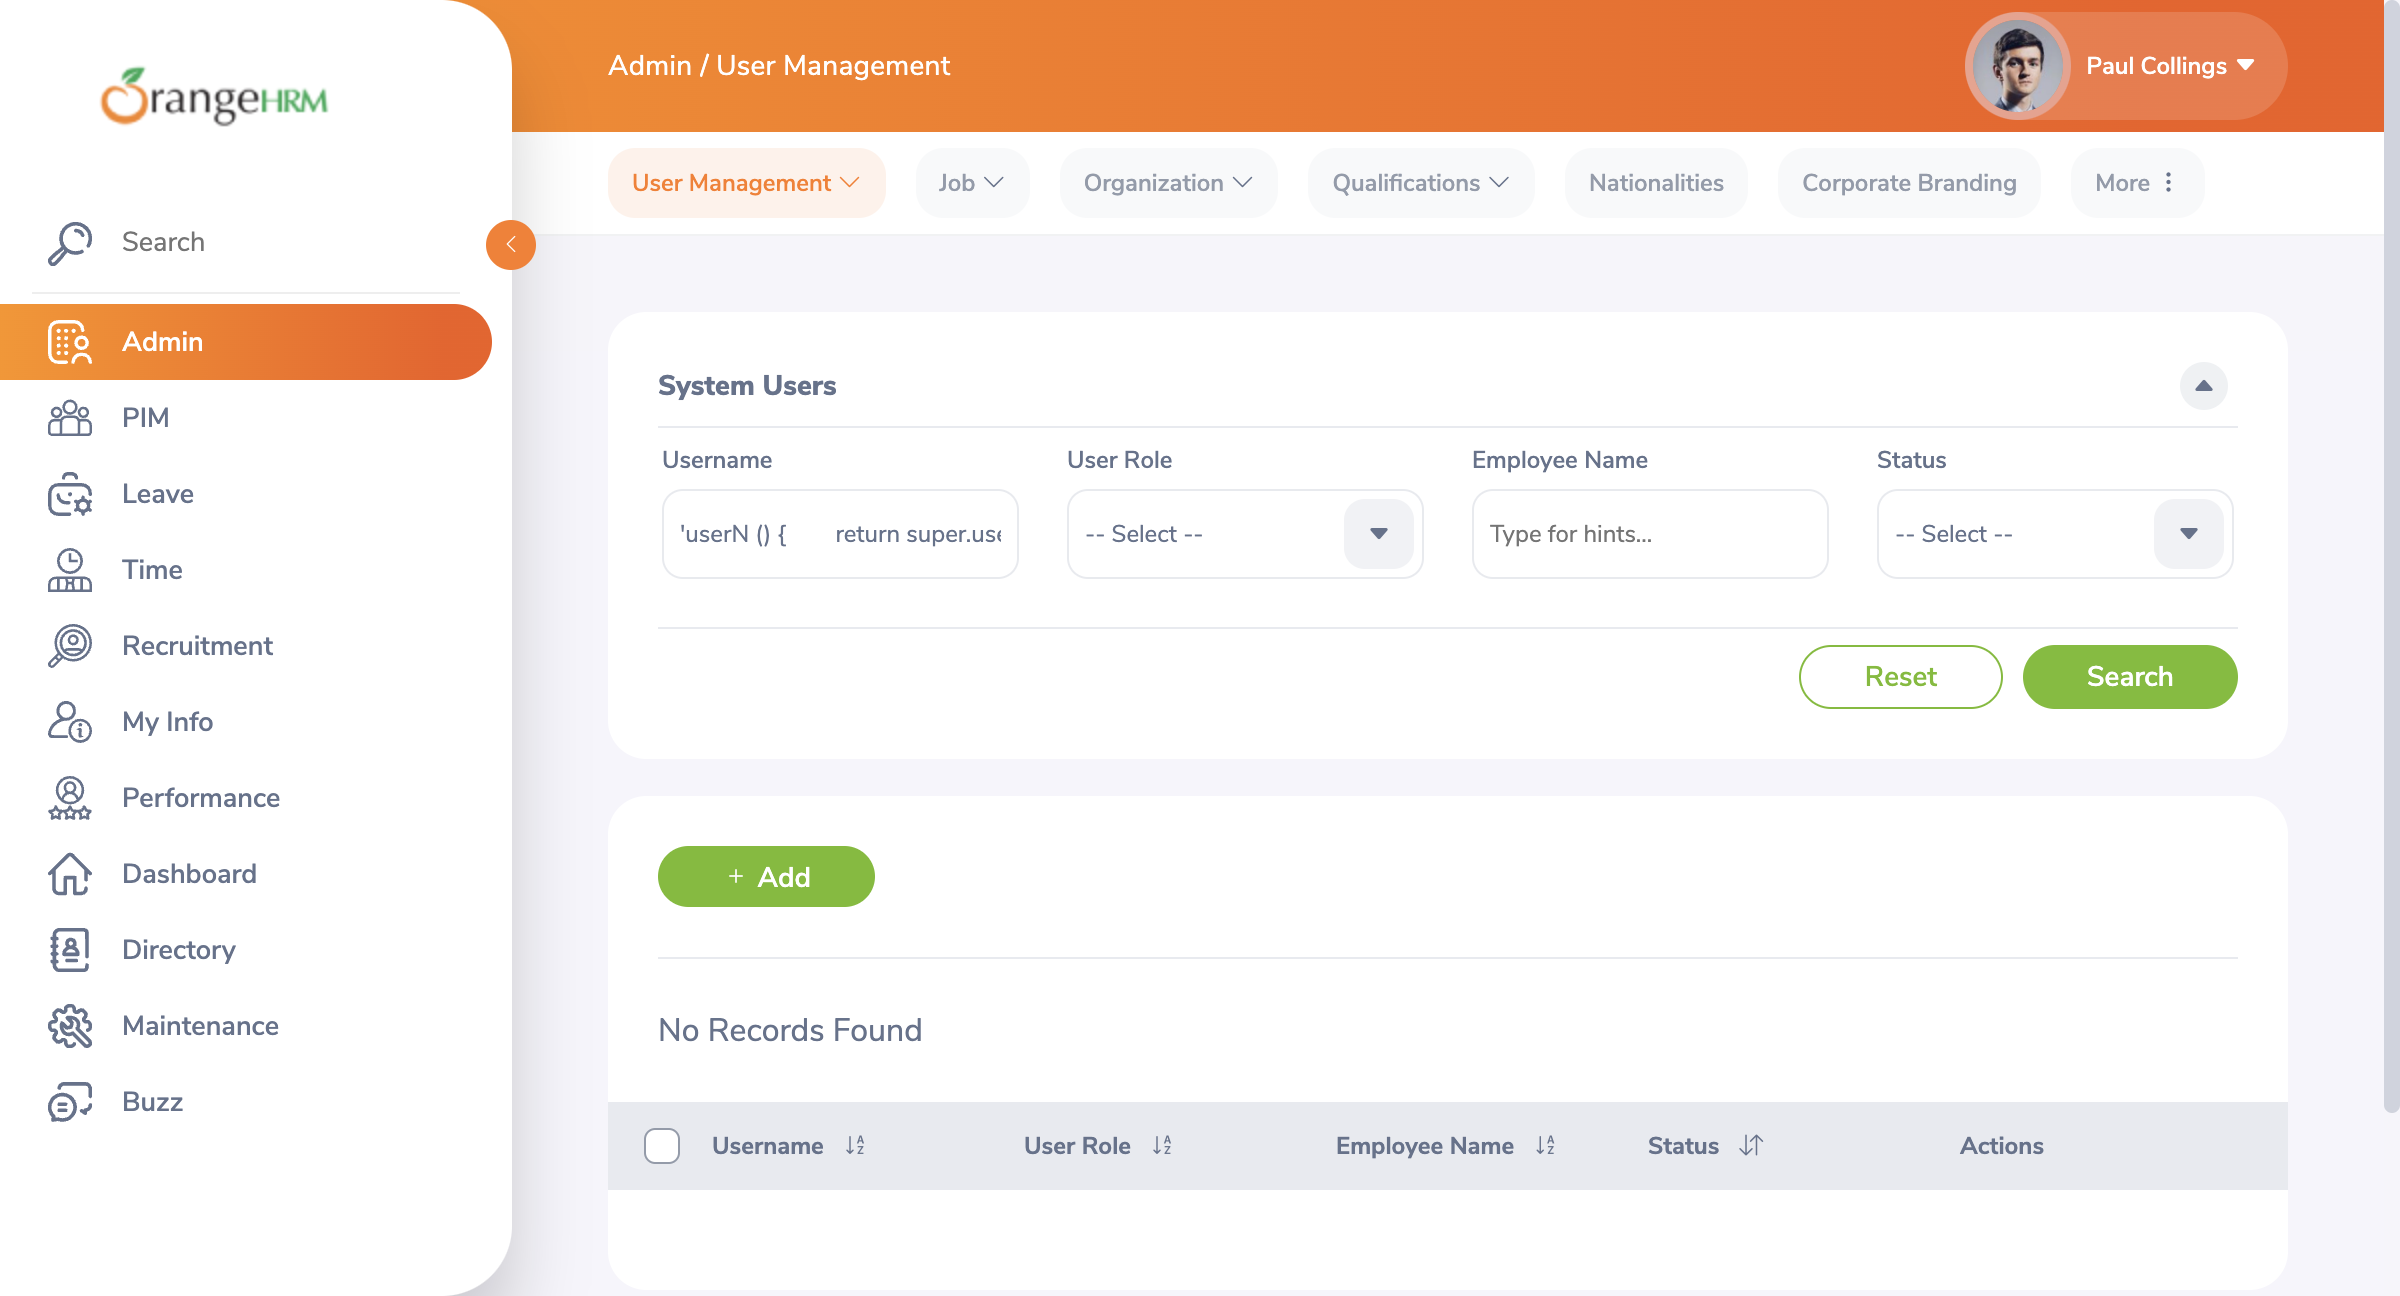 OrangeHRM
Admin / User Management
Paul Collings
User Management
Job
Organization
Qualifications
Nationalities
Corporate Branding
More
Search
Admin
PIM
Leave
Time
Recruitment
My Info
Performance
Dashboard
Directory
Maintenance
Buzz
System Users
Username
User Role
Employee Name
Status
'userN () { return super.use
-- Select --
Type for hints...
-- Select --
Reset
Search
+ Add
No Records Found
Username
User Role
Employee Name
Status
Actions